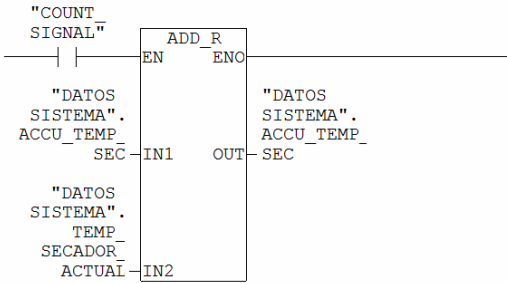 "COUNT_
SIGNAL"
ADD_R
EN ENO
"DATOS
SISTEMA".
ACCU_TEMP_
SEC IN1
"DATOS
SISTEMA".
ACCU_TEMP_
OUT SEC
"DATOS
SISTEMA".
TEMP_
SECADOR_
ACTUAL IN2